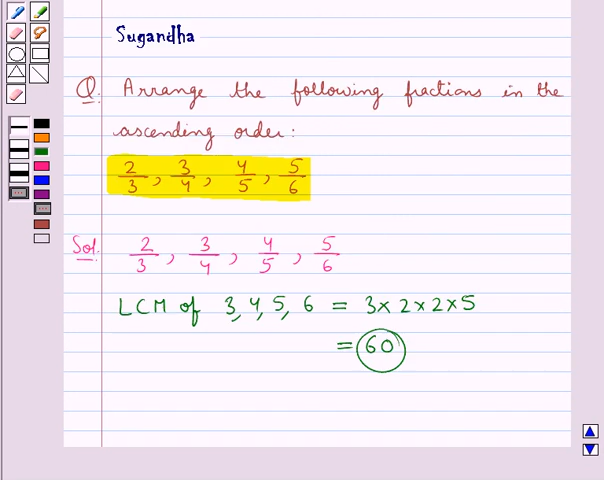 Sugandha
Q. Arrange the following fractions in the
ascending order:
2/3, 3/4, 4/5, 5/6
Sol. 2/3, 3/4, 4/5, 5/6
LCM of 3, 4, 5, 6 = 3 × 2 × 2 × 5
= 60